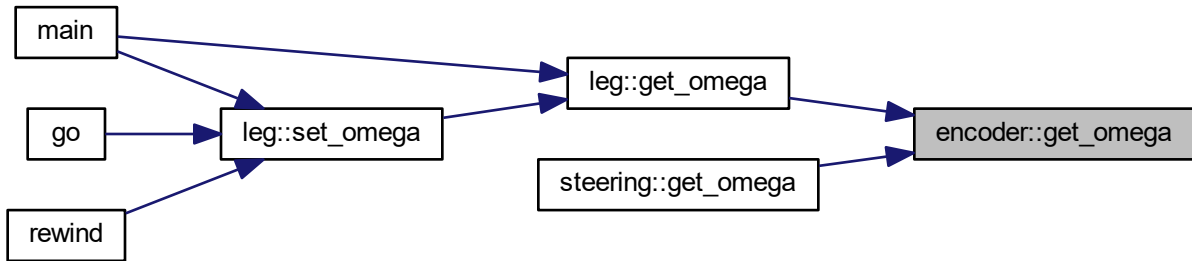 main
go
rewind
leg::set_omega
leg::get_omega
steering::get_omega
encoder::get_omega